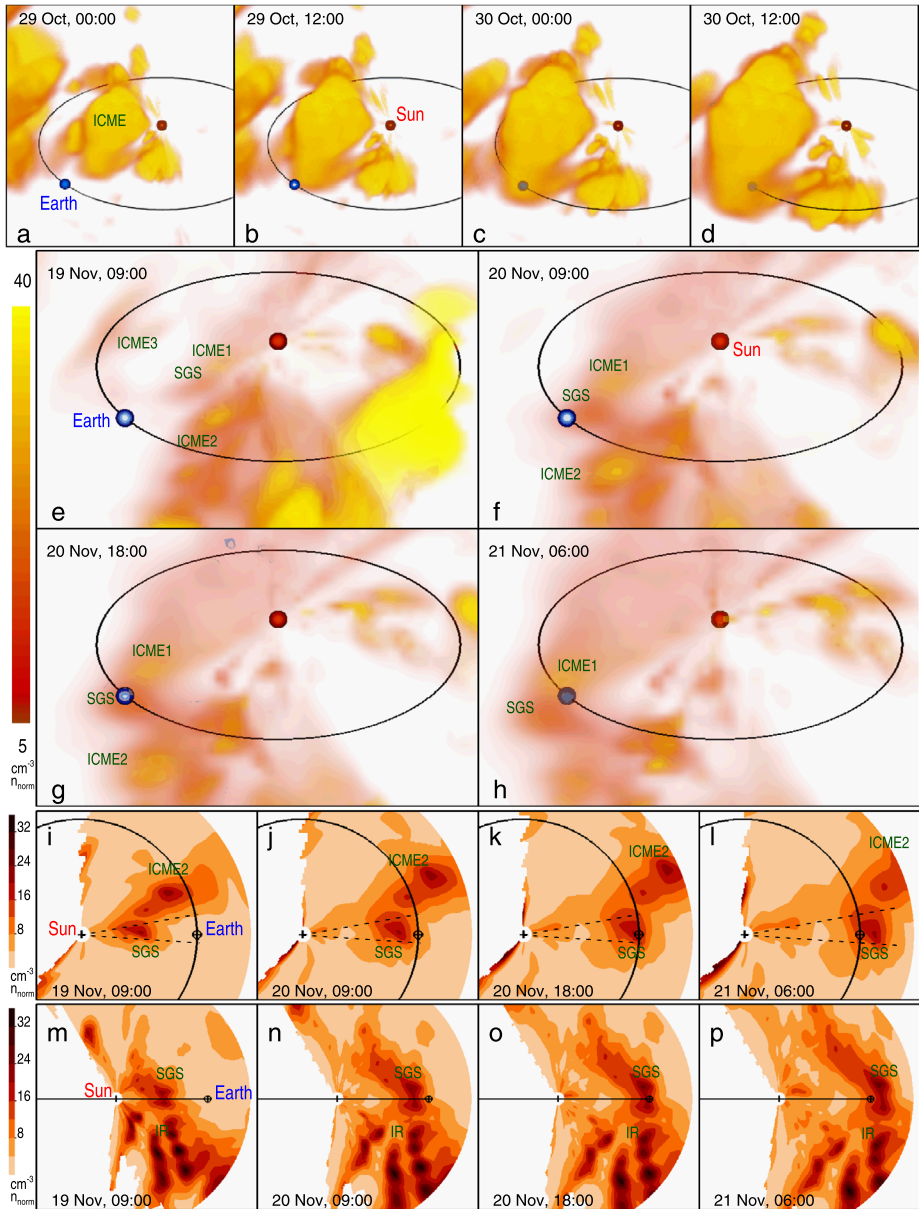 29 Oct, 00:00
29 Oct, 12:00
30 Oct, 00:00
30 Oct, 12:00
ICME
Sun
Earth
a
b
c
d
40
19 Nov, 09:00
20 Nov, 09:00
ICME3
ICME1
SGS
Sun
ICME1
SGS
Earth
ICME2
ICME2
e
f
20 Nov, 18:00
21 Nov, 06:00
ICME1
ICME1
SGS
SGS
5
ICME2
cm-3
nnorm
g
h
32
24
16
8
cm-3
nnorm
i
j
k
l
ICME2
ICME2
ICME2
ICME2
Sun
Earth
SGS
SGS
SGS
SGS
19 Nov, 09:00
20 Nov, 09:00
20 Nov, 18:00
21 Nov, 06:00
32
24
16
8
cm-3
nnorm
m
n
o
p
SGS
SGS
SGS
SGS
Sun
Earth
IR
IR
IR
IR
19 Nov, 09:00
20 Nov, 09:00
20 Nov, 18:00
21 Nov, 06:00